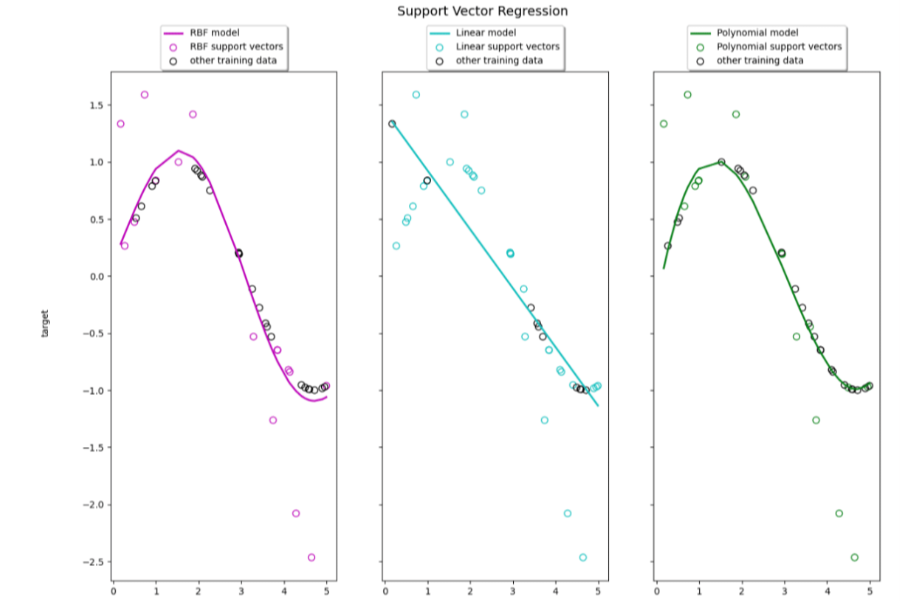 Support Vector Regression
RBF model
RBF support vectors
other training data
Linear model
Linear support vectors
other training data
Polynomial model
Polynomial support vectors
other training data
target
1.5
1.0
0.5
0.0
−0.5
−1.0
−1.5
−2.0
−2.5
0 1 2 3 4 5
0 1 2 3 4 5
0 1 2 3 4 5